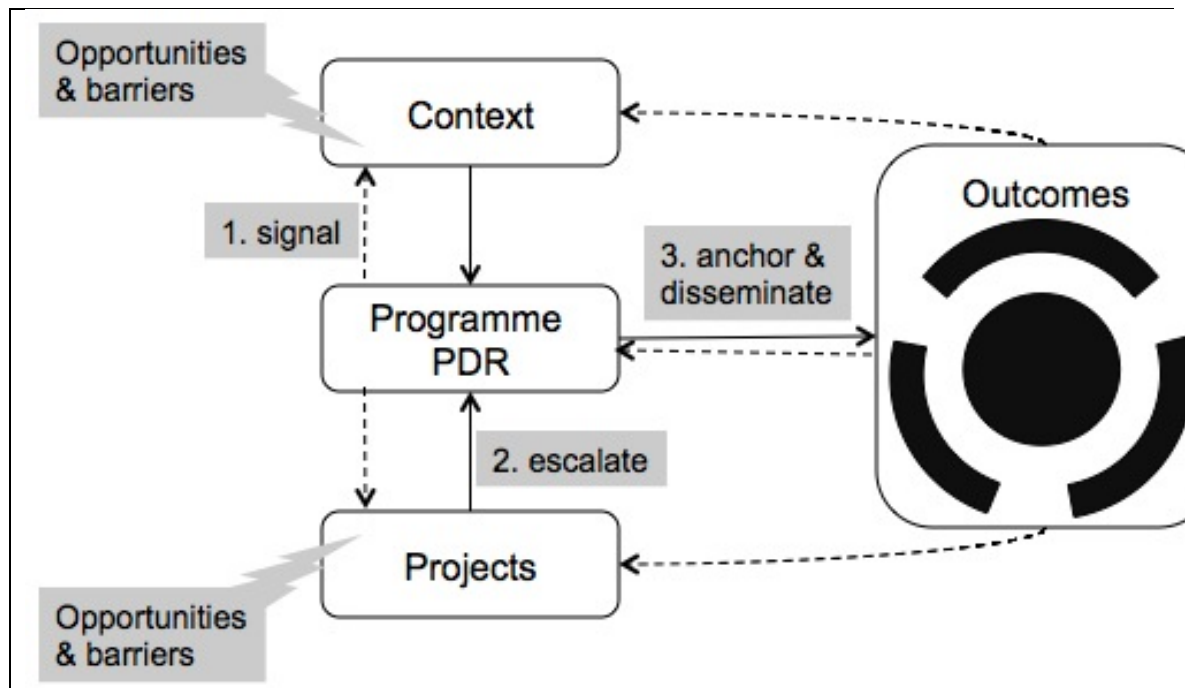 Opportunities
& barriers
Context
Outcomes
1. signal
3. anchor &
disseminate
Programme
PDR
2. escalate
Projects
Opportunities
& barriers